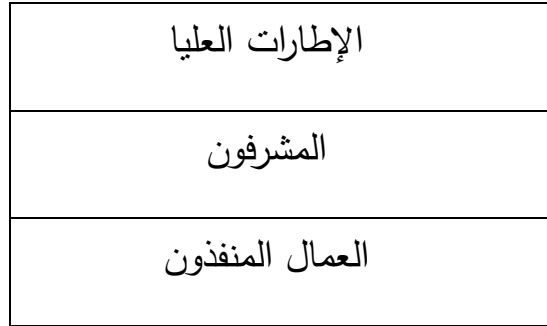 الإطارات العليا
المشرفون
العمال المنفذون